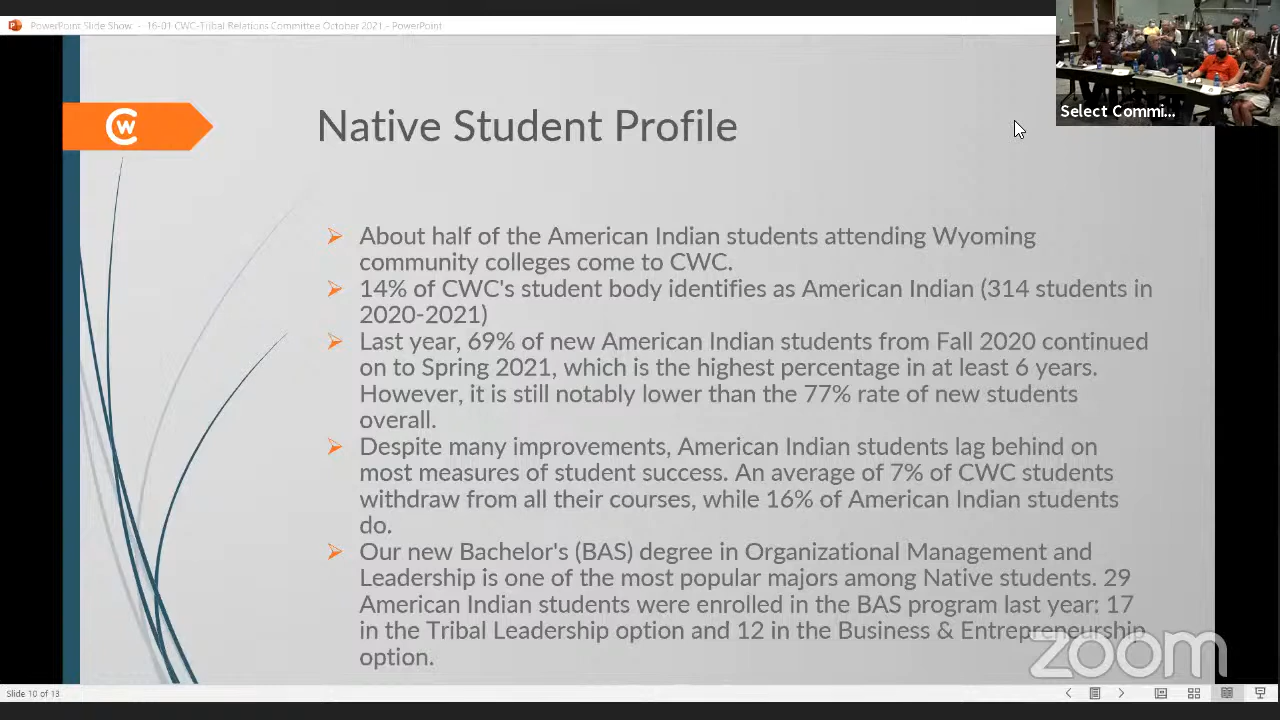 PowerPoint Slide Show - 16-01 CWC-Tribal Relations Committee October 2021 - PowerPoint
Select Commi...
CW
Native Student Profile
About half of the American Indian students attending Wyoming
community colleges come to CWC.
14% of CWC's student body identifies as American Indian (314 students in
2020-2021)
Last year, 69% of new American Indian students from Fall 2020 continued
on to Spring 2021, which is the highest percentage in at least 6 years.
However, it is still notably lower than the 77% rate of new students
overall.
Despite many improvements, American Indian students lag behind on
most measures of student success. An average of 7% of CWC students
withdraw from all their courses, while 16% of American Indian students
do.
Our new Bachelor's (BAS) degree in Organizational Management and
Leadership is one of the most popular majors among Native students. 29
American Indian students were enrolled in the BAS program last year: 17
in the Tribal Leadership option and 12 in the Business & Entrepreneurship
option.
zoom
Slide 10 of 13